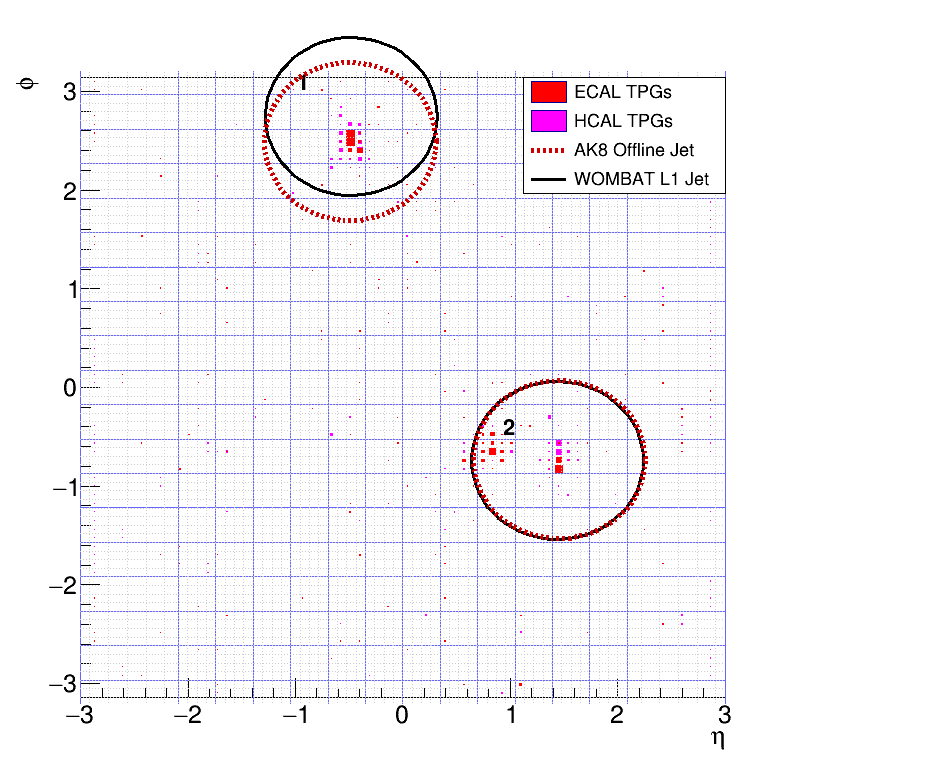 ϕ
3
2
1
0
−1
−2
−3
1
2
ECAL TPGs
HCAL TPGs
AK8 Offline Jet
WOMBAT L1 Jet
−3 −2 −1 0 1 2 3
η